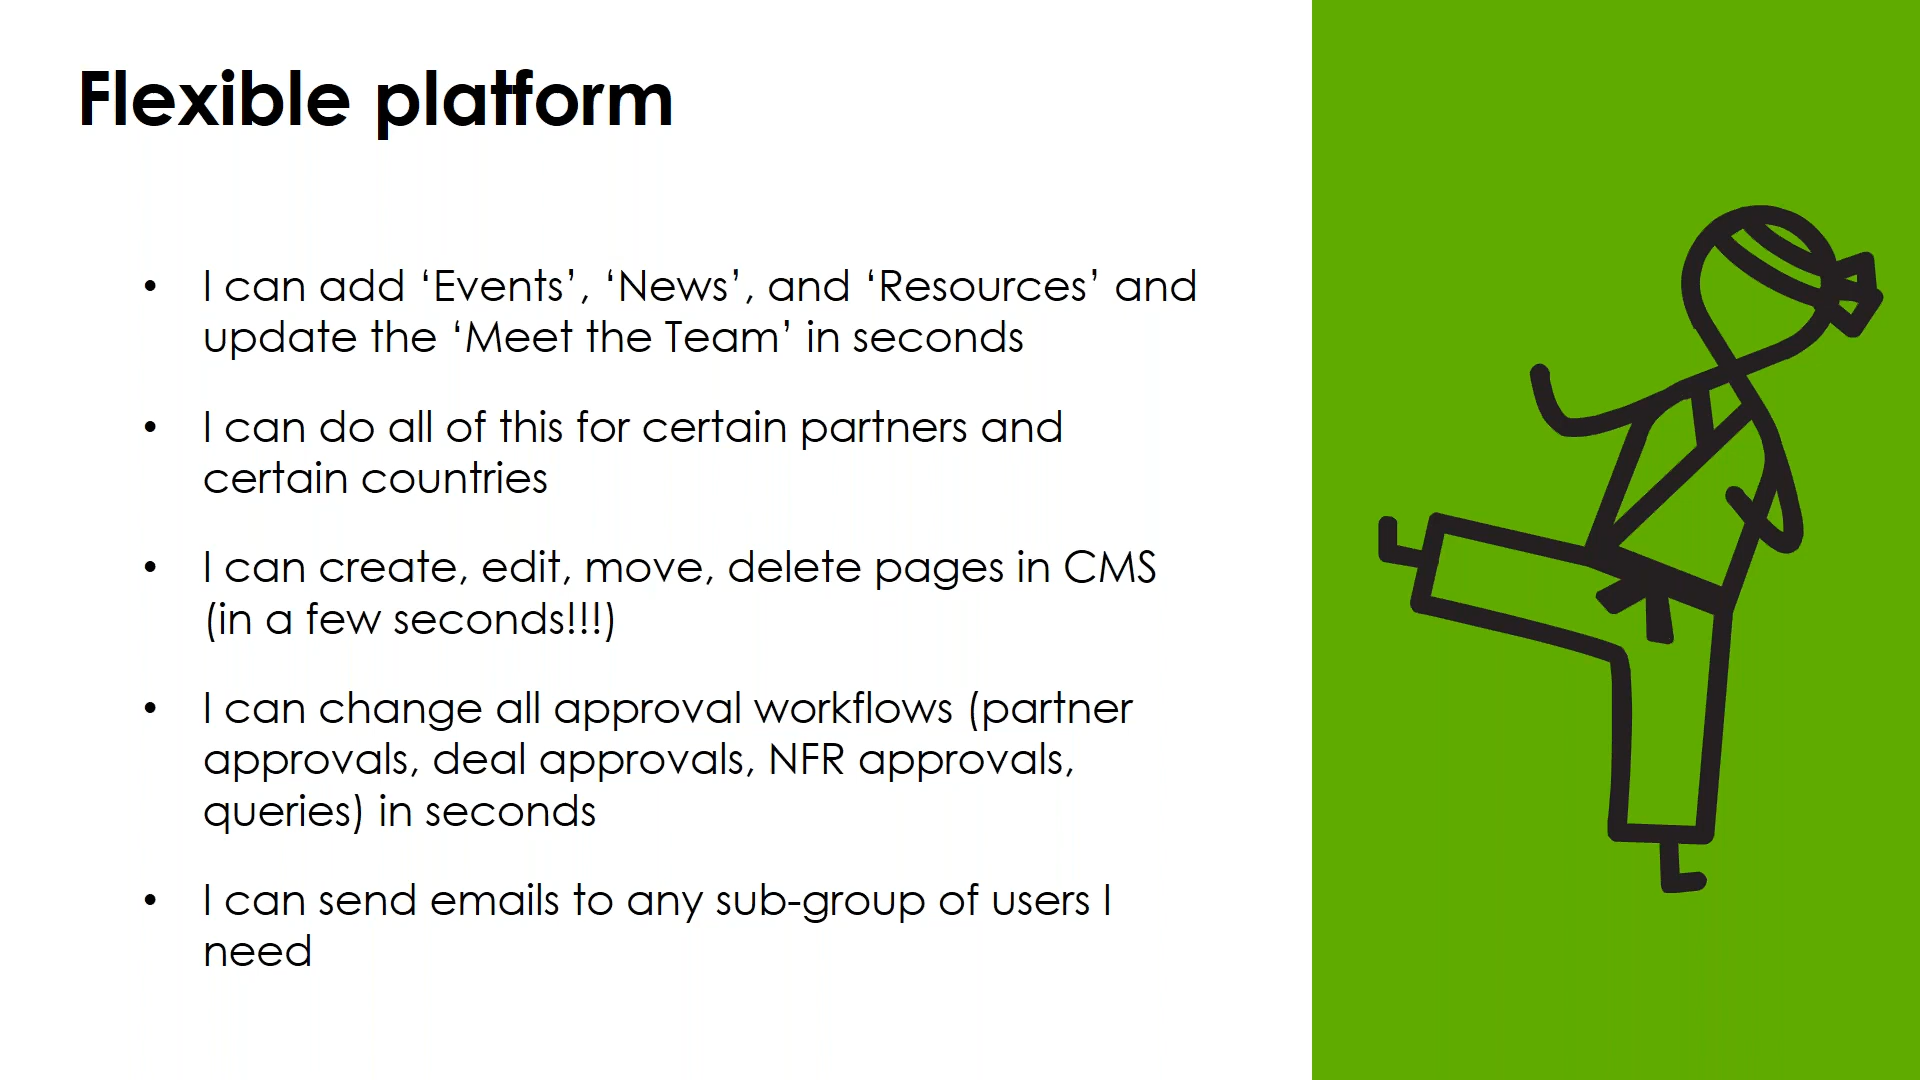 Flexible platform
• I can add ‘Events’, ‘News’, and ‘Resources’ and
update the ‘Meet the Team’ in seconds
• I can do all of this for certain partners and
certain countries
• I can create, edit, move, delete pages in CMS
(in a few seconds!!!)
• I can change all approval workflows (partner
approvals, deal approvals, NFR approvals,
queries) in seconds
• I can send emails to any sub-group of users I
need